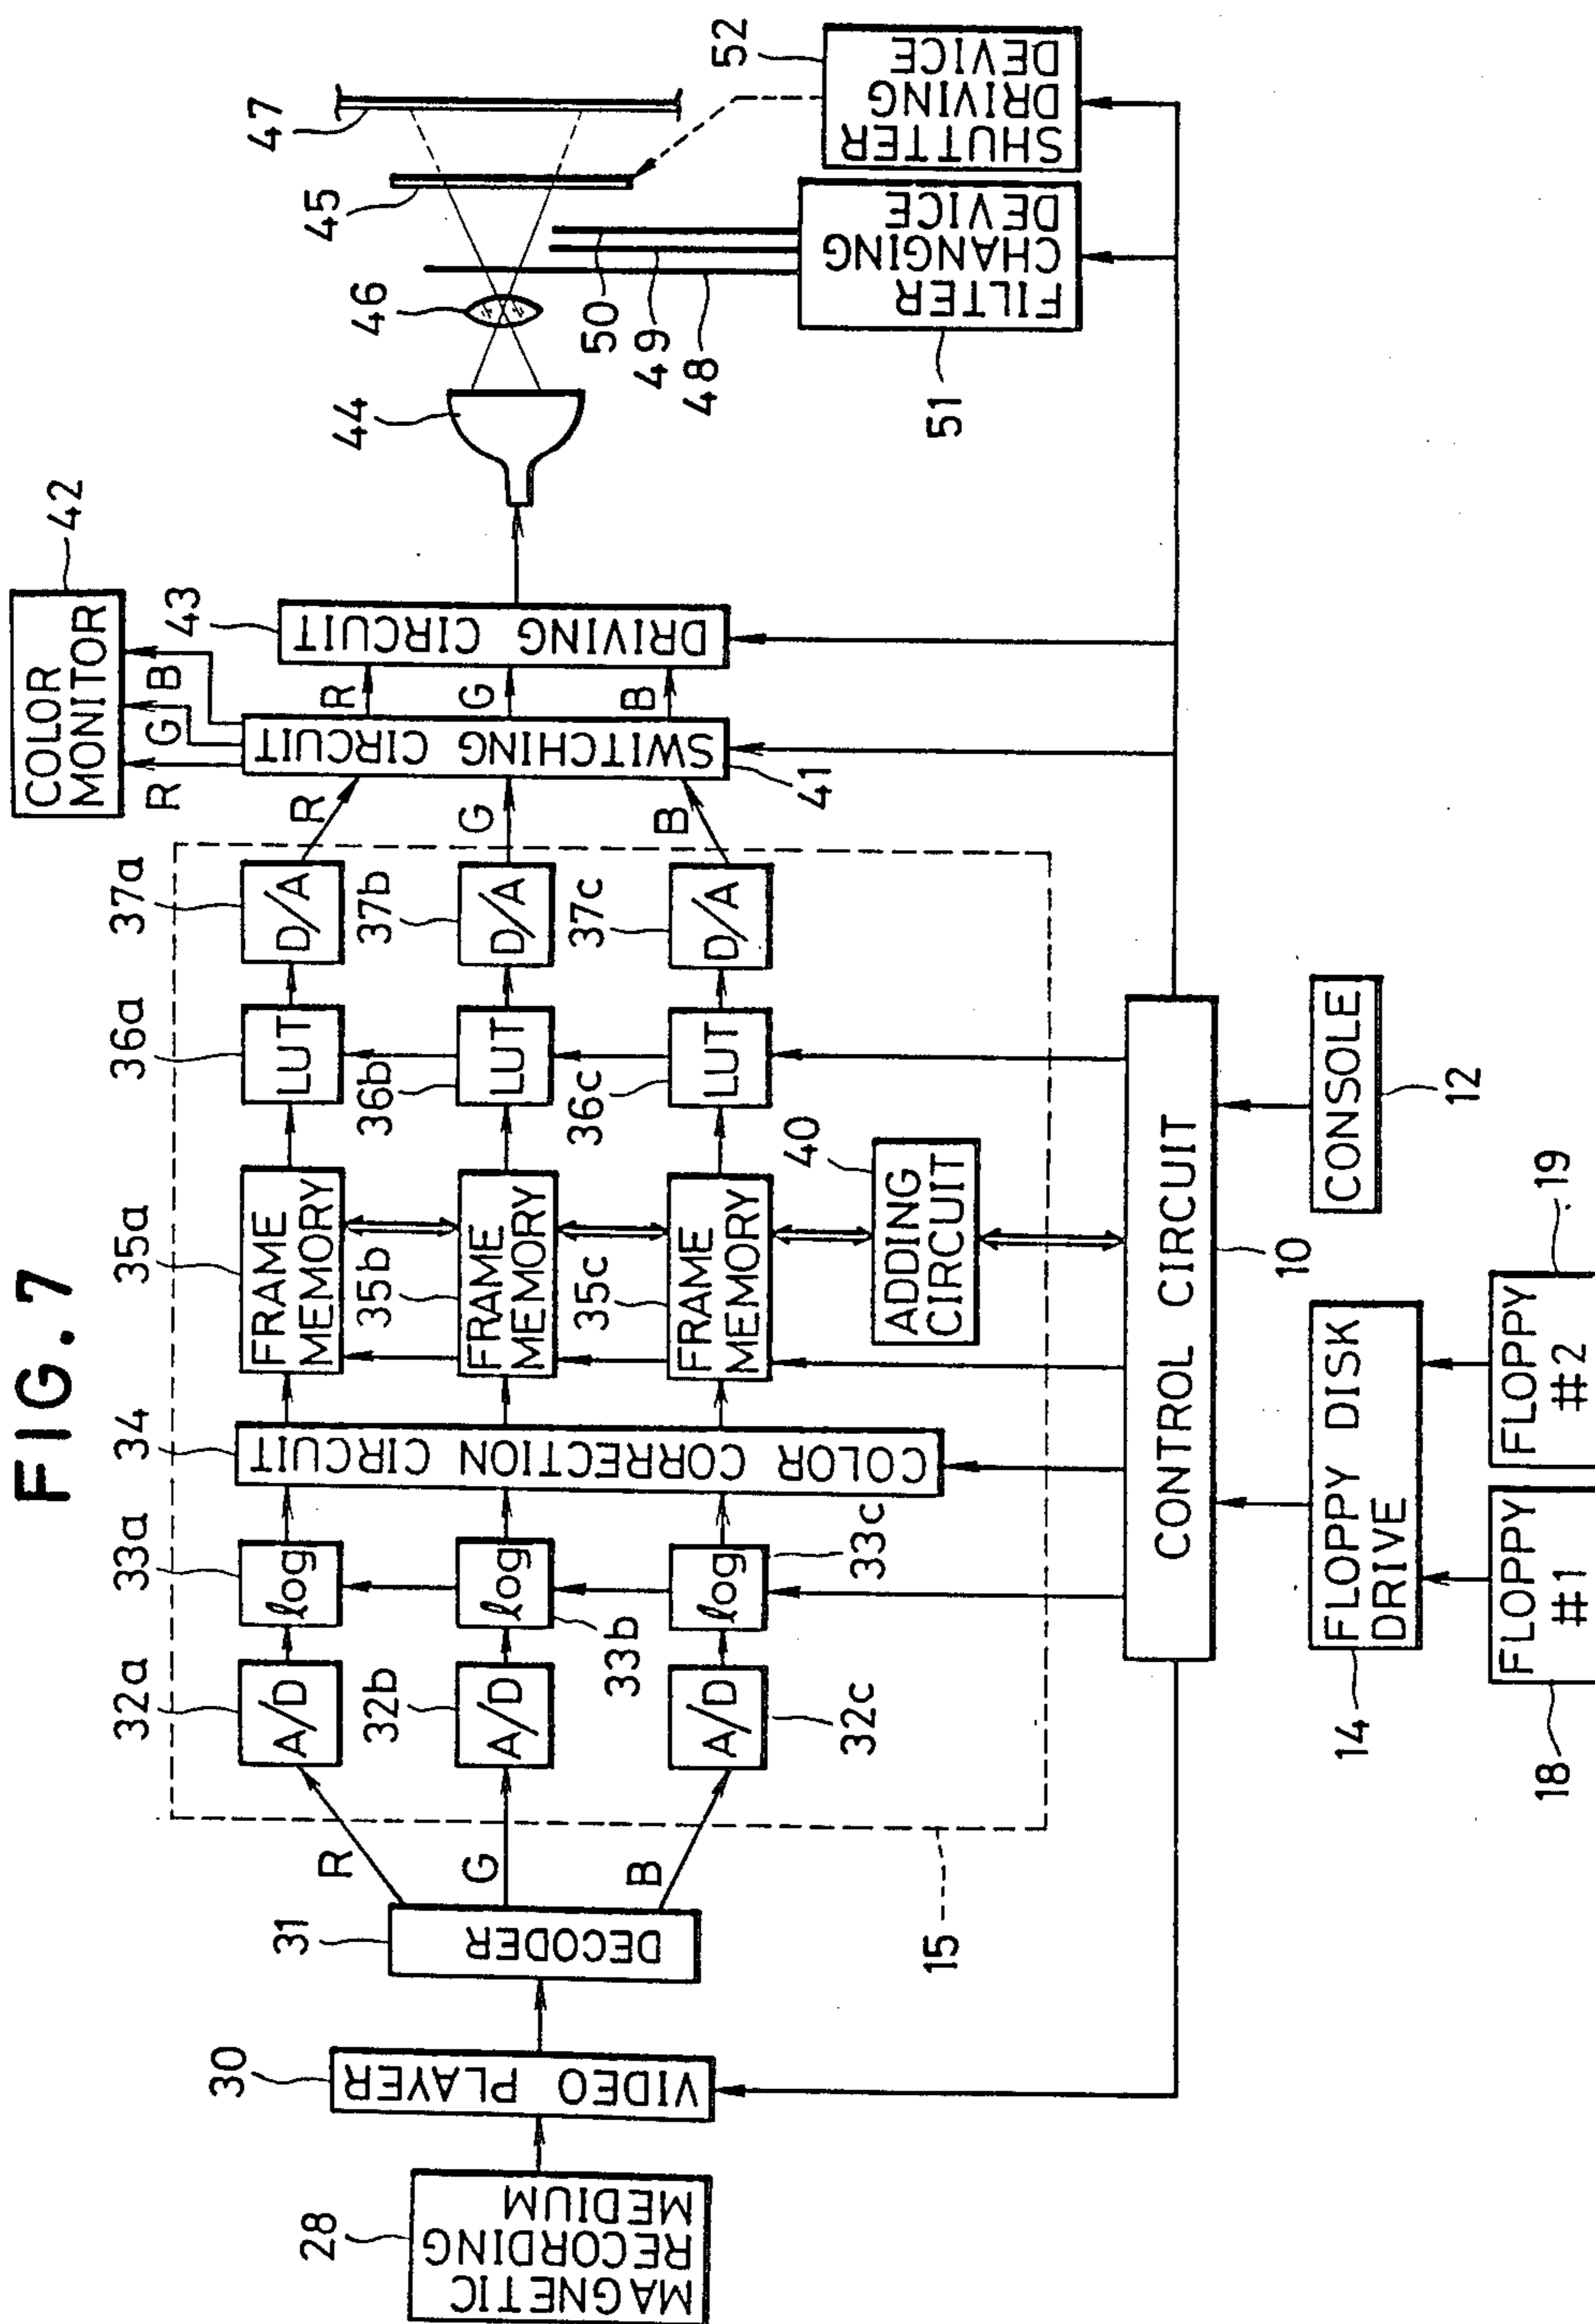 FIG. 7
28
MAGNETIC
RECORDING
MEDIUM
30
VIDEO PLAYER
31
DECODER
R
G
B
15
32a
A/D
32b
A/D
32c
A/D
33a
log
33b
log
33c
log
34
COLOR CORRECTION CIRCUIT
35a
FRAME
MEMORY
35b
FRAME
MEMORY
35c
FRAME
MEMORY
40
ADDING
CIRCUIT
36a
LUT
36b
LUT
36c
LUT
37a
D/A
37b
D/A
37c
D/A
R
G
B
41
SWITCHING CIRCUIT
R
G
B
42
COLOR
MONITOR
R
G
B
43
DRIVING CIRCUIT
44
46
45
47
50
49
48
51
FILTER
CHANGING
DEVICE
52
SHUTTER
DRIVING
DEVICE
CONTROL CIRCUIT
10
CONSOLE
12
14
FLOPPY DISK
DRIVE
18
FLOPPY
#1
19
FLOPPY
#2